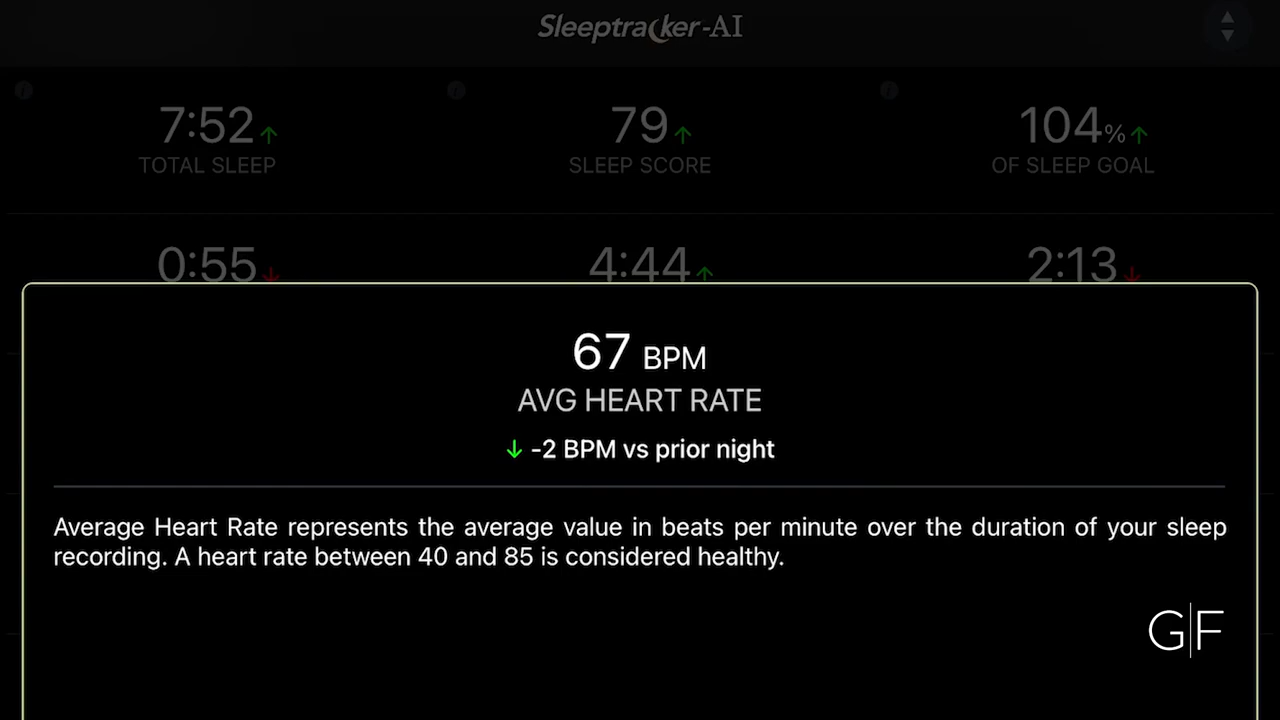 Sleeptracker-AI
7:52
79
104%
TOTAL SLEEP
SLEEP SCORE
OF SLEEP GOAL
0:55
4:44
2:13
67 BPM
AVG HEART RATE
-2 BPM vs prior night
Average Heart Rate represents the average value in beats per minute over the duration of your sleep
recording. A heart rate between 40 and 85 is considered healthy.
G|F